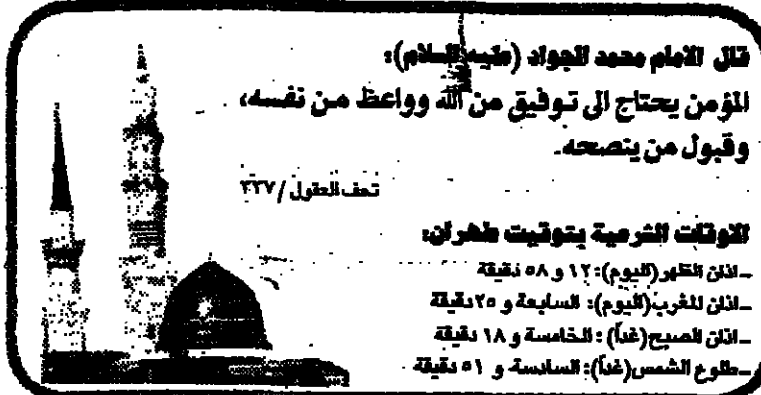 قال الامام محمد الجواد (عليه السلام):
المؤمن يحتاج الى توفيق من الله وواعظ من نفسه،
وقبول من ينصحه.
تحف العقول /٣٣٧
الاوقات الشرعية بتوقيت طهران:
ـ اذان الظهر(اليوم): ١٢ و ٥٨ دقيقة
ـ اذان المغرب(اليوم): السابعة و ٢٥ دقيقة
ـ اذان الصبح(غداً): الخامسة و ١٨ دقيقة
ـ طلوع الشمس(غداً): السادسة و ٥١ دقيقة